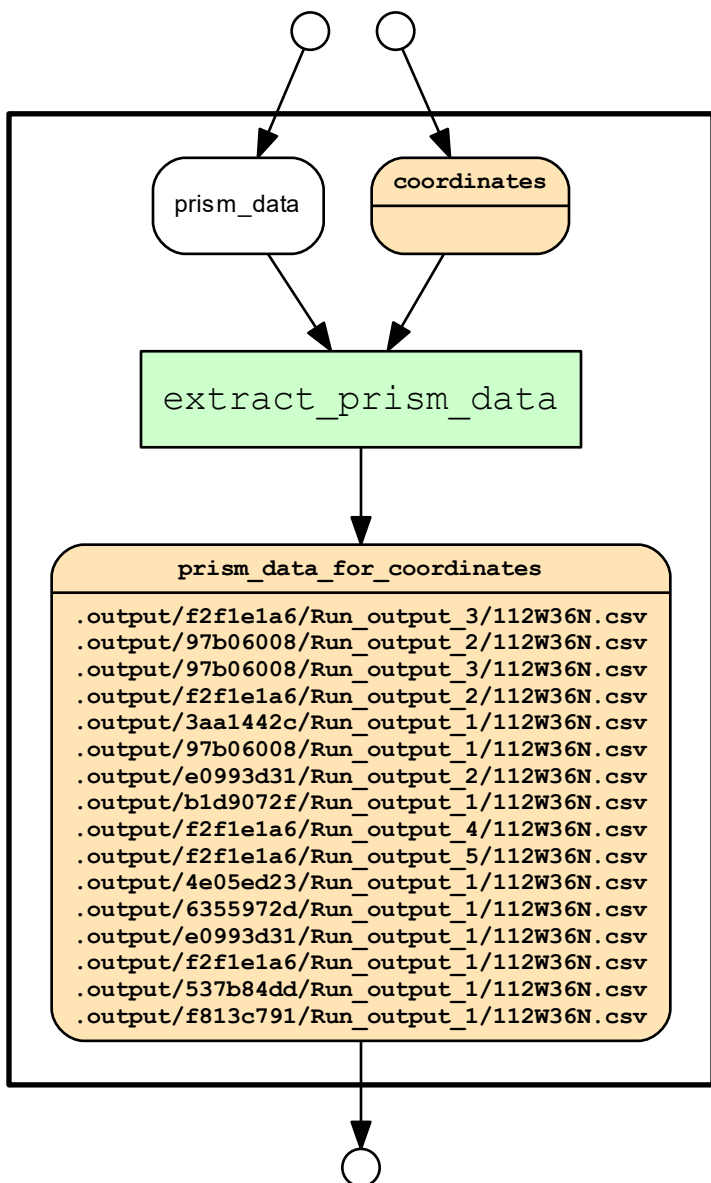 prism_data
coordinates
extract_prism_data
prism_data_for_coordinates
.output/f2f1e1a6/Run_output_3/112W36N.csv
.output/97b06008/Run_output_2/112W36N.csv
.output/97b06008/Run_output_3/112W36N.csv
.output/f2f1e1a6/Run_output_2/112W36N.csv
.output/3aa1442c/Run_output_1/112W36N.csv
.output/97b06008/Run_output_1/112W36N.csv
.output/e0993d31/Run_output_2/112W36N.csv
.output/b1d9072f/Run_output_1/112W36N.csv
.output/f2f1e1a6/Run_output_4/112W36N.csv
.output/f2f1e1a6/Run_output_5/112W36N.csv
.output/4e05ed23/Run_output_1/112W36N.csv
.output/6355972d/Run_output_1/112W36N.csv
.output/e0993d31/Run_output_1/112W36N.csv
.output/f2f1e1a6/Run_output_1/112W36N.csv
.output/537b84dd/Run_output_1/112W36N.csv
.output/f813c791/Run_output_1/112W36N.csv